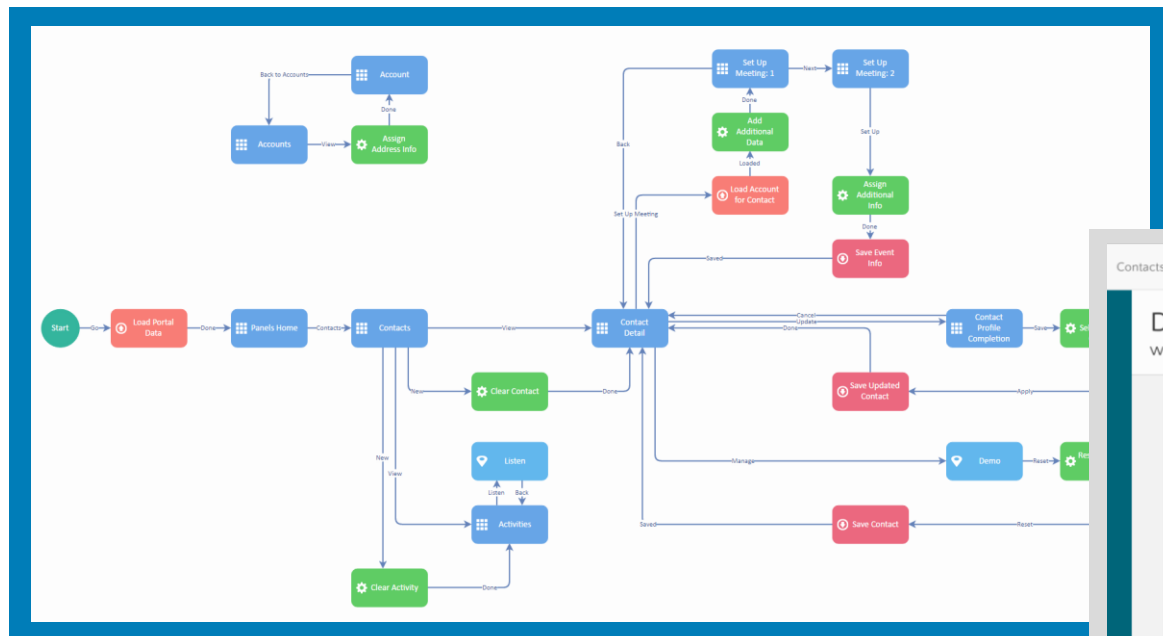 Set Up
Meeting: 1
Next
Set Up
Meeting: 2
Back to Accounts
Account
Done
Done
Add
Additional
Data
Set Up
Accounts
View
Assign
Address Info
Back
Loaded
Load Account
for Contact
Assign
Additional
Info
Set Up Meeting
Done
Saved
Save Event
Info
Contacts
Start
Go
Load Portal
Data
Done
Panels Home
Contacts
Contacts
View
Contact
Detail
Cancel
Update
Done
Contact
Profile
Completion
Save
Set
D
W
New
Clear Contact
Done
Save Updated
Contact
Apply
New
View
Listen
Manage
Demo
Reset
Res
Listen
Back
Activities
Saved
Save Contact
Reset
Clear Activity
Done